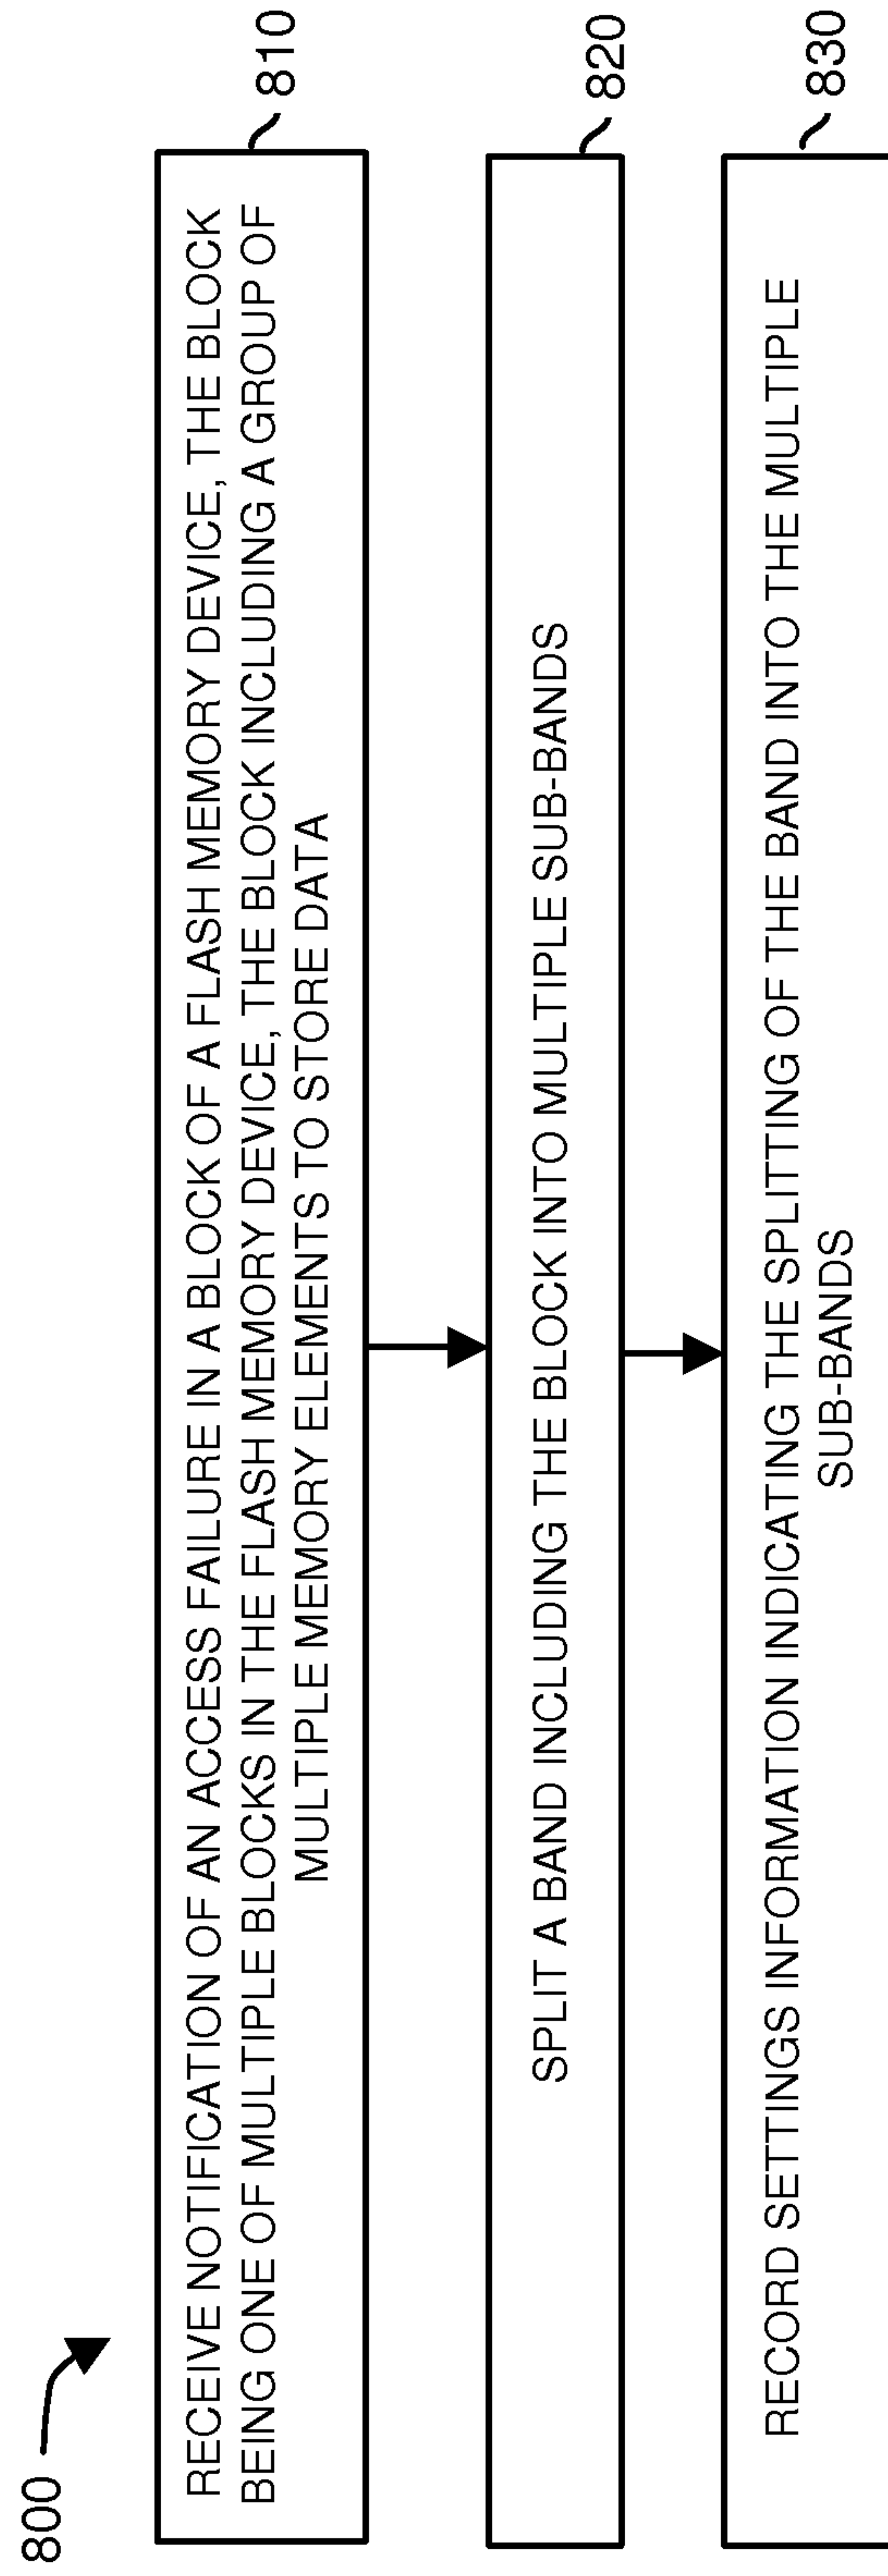 800
RECEIVE NOTIFICATION OF AN ACCESS FAILURE IN A BLOCK OF A FLASH MEMORY DEVICE, THE BLOCK
BEING ONE OF MULTIPLE BLOCKS IN THE FLASH MEMORY DEVICE, THE BLOCK INCLUDING A GROUP OF
MULTIPLE MEMORY ELEMENTS TO STORE DATA
810
SPLIT A BAND INCLUDING THE BLOCK INTO MULTIPLE SUB-BANDS
820
RECORD SETTINGS INFORMATION INDICATING THE SPLITTING OF THE BAND INTO THE MULTIPLE
SUB-BANDS
830